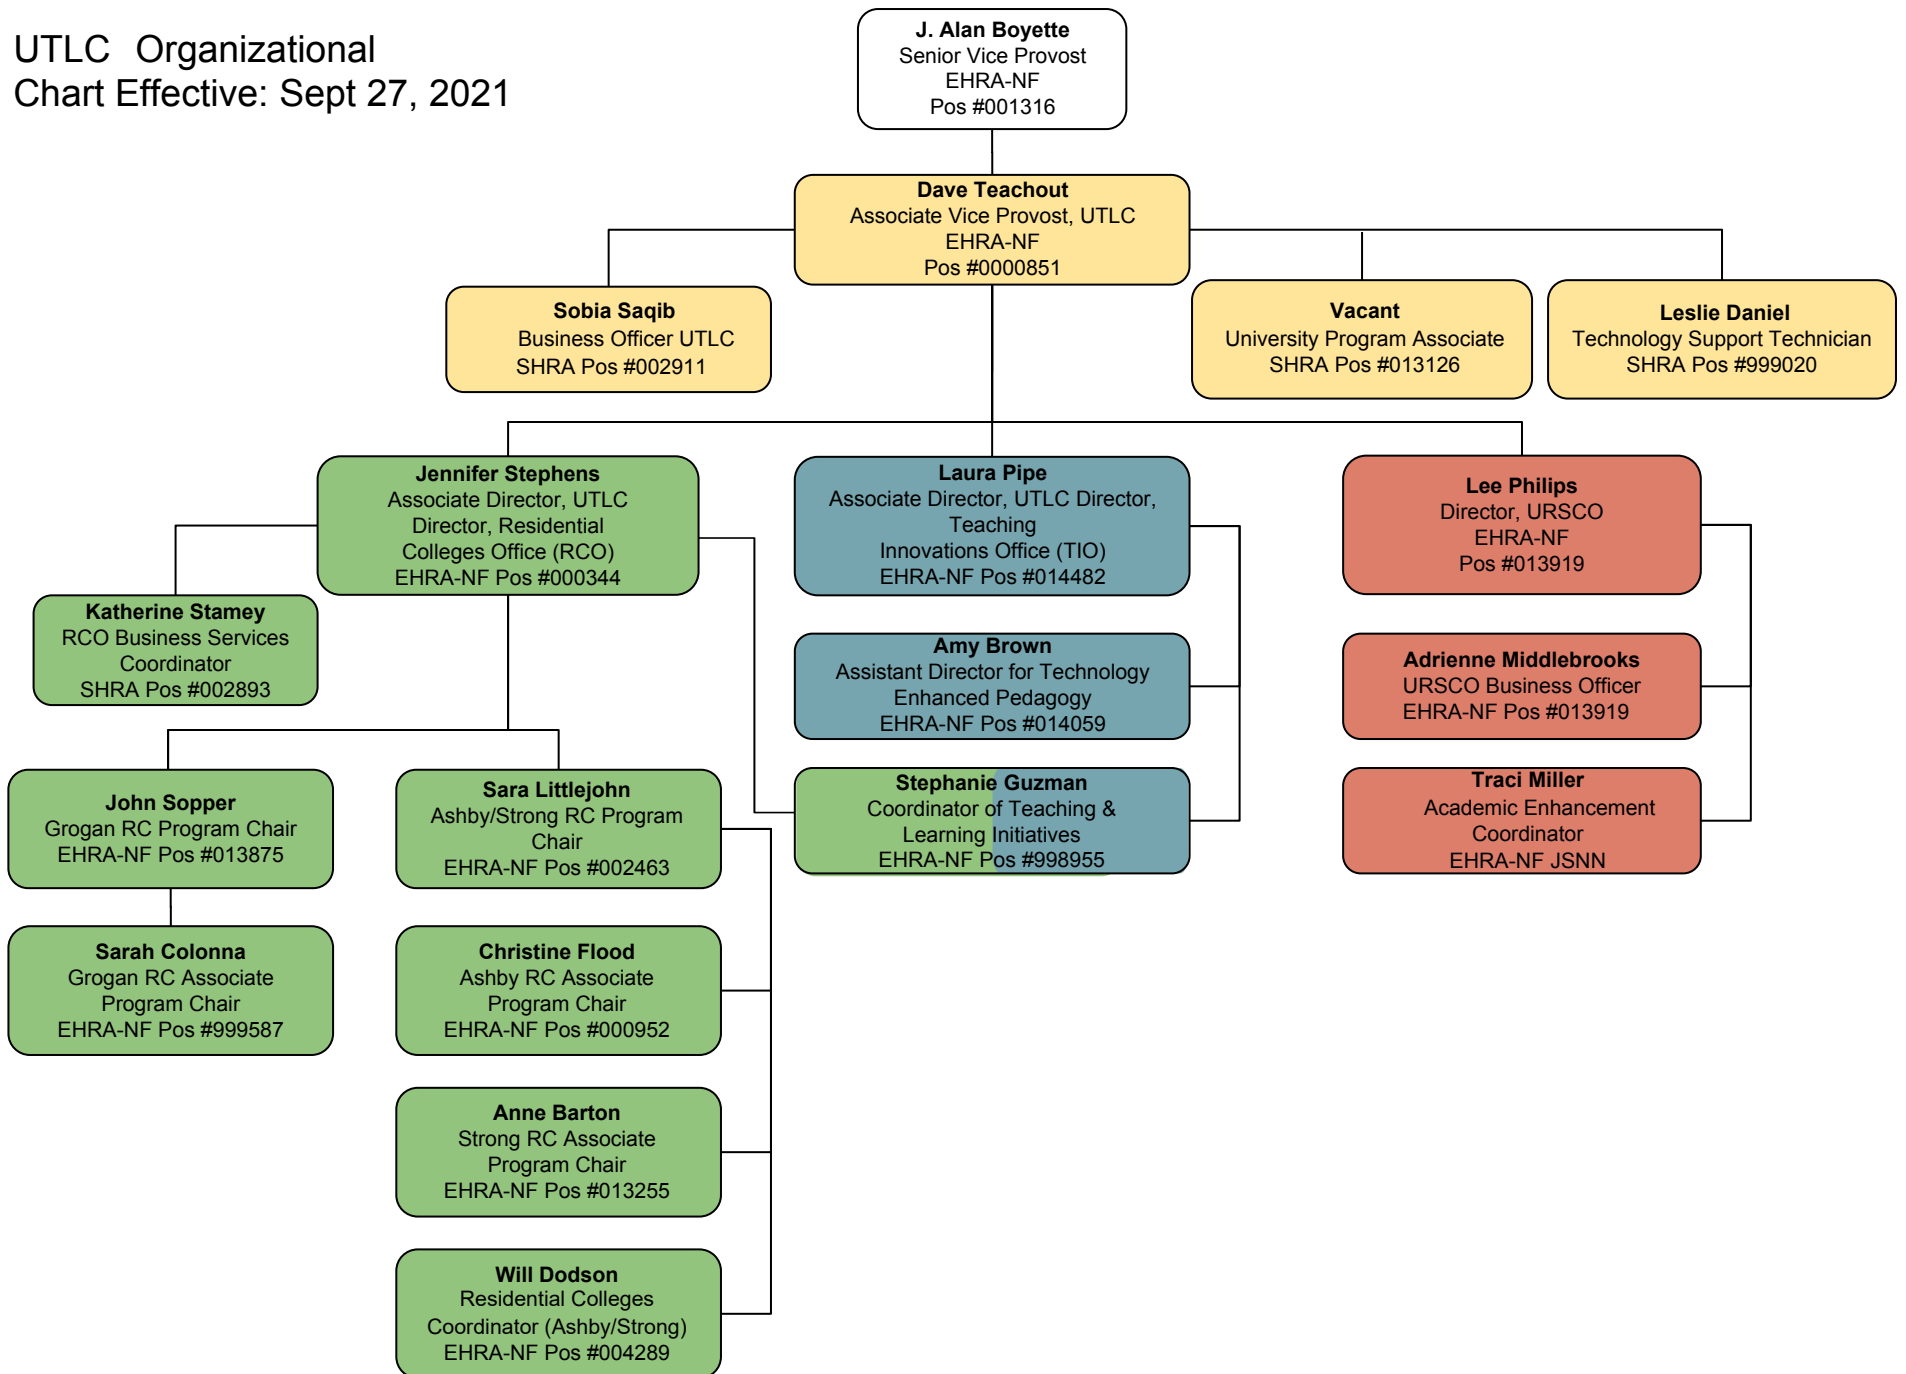 UTLC Organizational
Chart Effective: Sept 27, 2021
J. Alan Boyette
Senior Vice Provost
EHRA-NF
Pos #001316
Dave Teachout
Associate Vice Provost, UTLC
EHRA-NF
Pos #0000851
Sobia Saqib
Business Officer UTLC
SHRA Pos #002911
Vacant
University Program Associate
SHRA Pos #013126
Leslie Daniel
Technology Support Technician
SHRA Pos #999020
Jennifer Stephens
Associate Director, UTLC
Director, Residential
Colleges Office (RCO)
EHRA-NF Pos #000344
Laura Pipe
Associate Director, UTLC Director,
Teaching
Innovations Office (TIO)
EHRA-NF Pos #014482
Lee Philips
Director, URSCO
EHRA-NF
Pos #013919
Katherine Stamey
RCO Business Services
Coordinator
SHRA Pos #002893
Amy Brown
Assistant Director for Technology
Enhanced Pedagogy
EHRA-NF Pos #014059
Adrienne Middlebrooks
URSCO Business Officer
EHRA-NF Pos #013919
John Sopper
Grogan RC Program Chair
EHRA-NF Pos #013875
Sara Littlejohn
Ashby/Strong RC Program
Chair
EHRA-NF Pos #002463
Stephanie Guzman
Coordinator of Teaching &
Learning Initiatives
EHRA-NF Pos #998955
Traci Miller
Academic Enhancement
Coordinator
EHRA-NF JSNN
Sarah Colonna
Grogan RC Associate
Program Chair
EHRA-NF Pos #999587
Christine Flood
Ashby RC Associate
Program Chair
EHRA-NF Pos #000952
Anne Barton
Strong RC Associate
Program Chair
EHRA-NF Pos #013255
Will Dodson
Residential Colleges
Coordinator (Ashby/Strong)
EHRA-NF Pos #004289